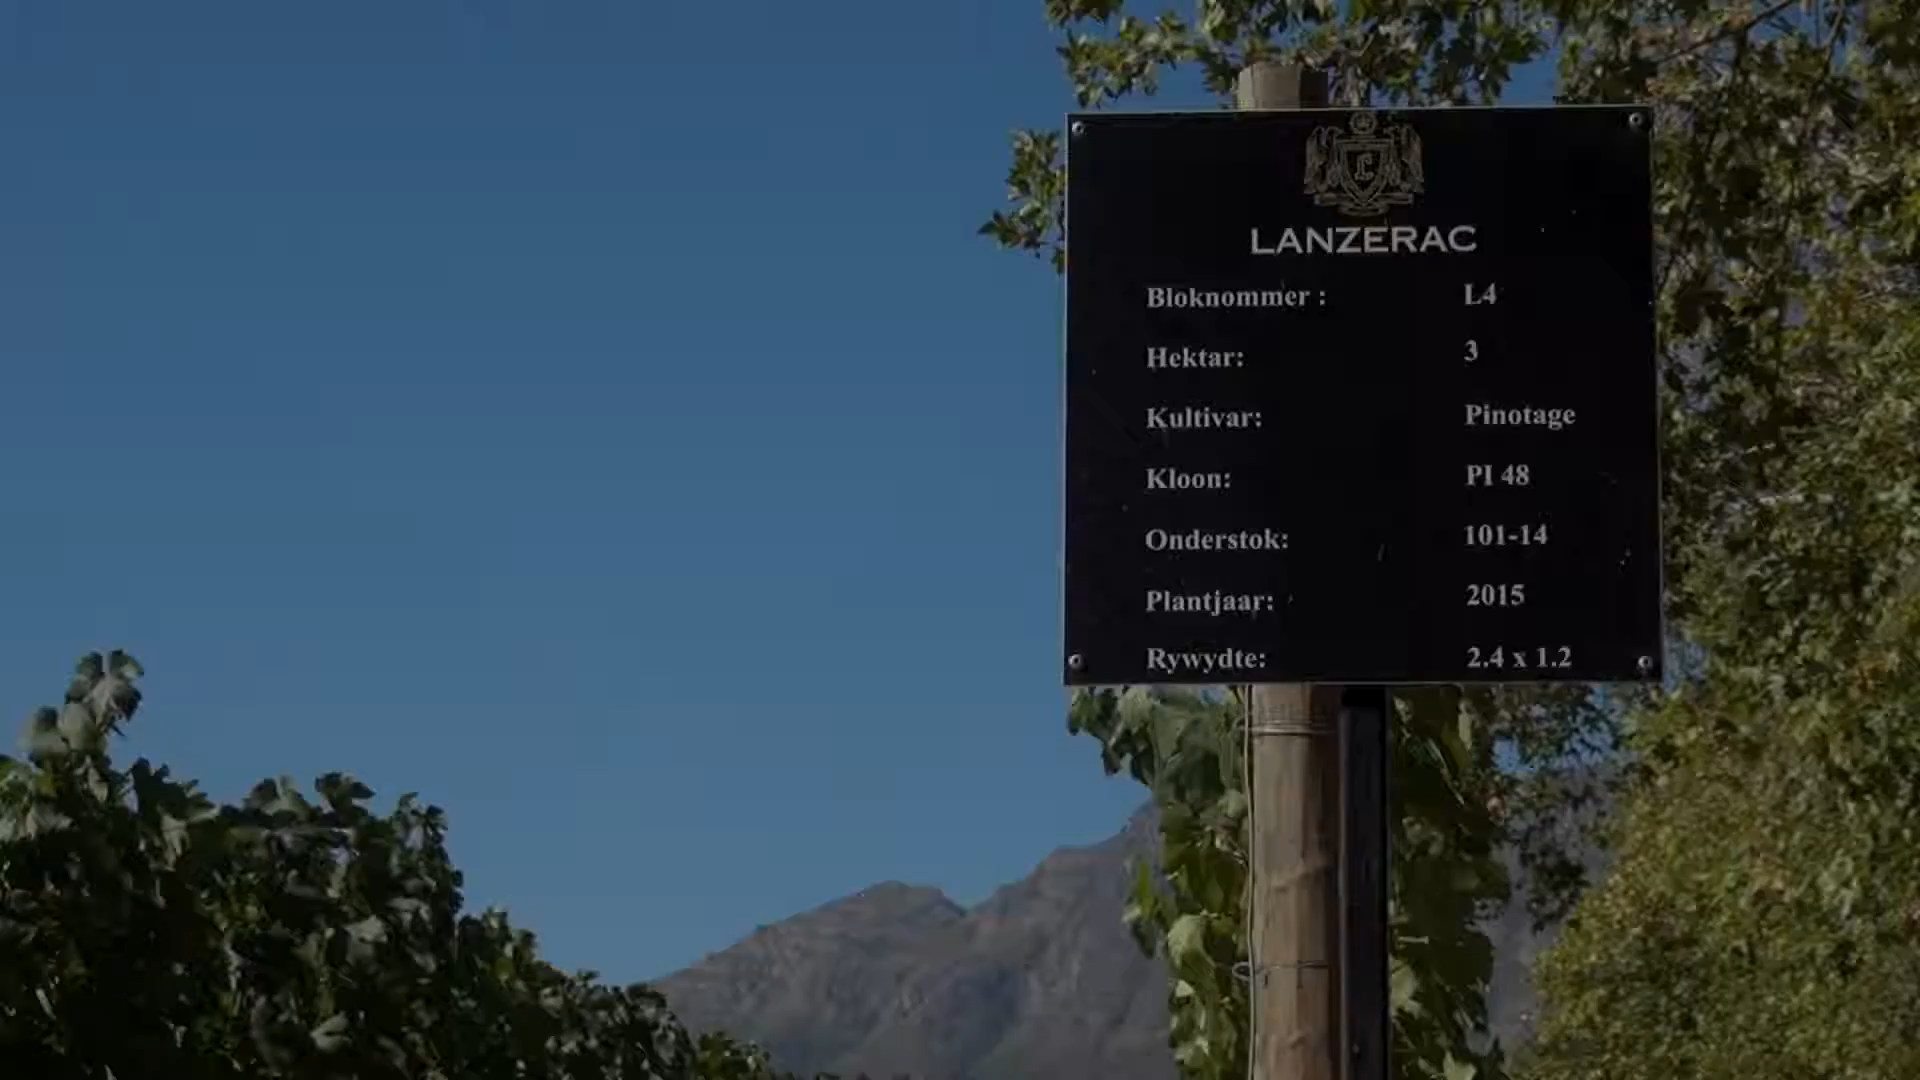 LANZERAC
Bloknommer : L4
Hektar: 3
Kultivar: Pinotage
Kloon: PI 48
Onderstok: 101-14
Plantjaar: 2015
Rywydte: 2.4 x 1.2